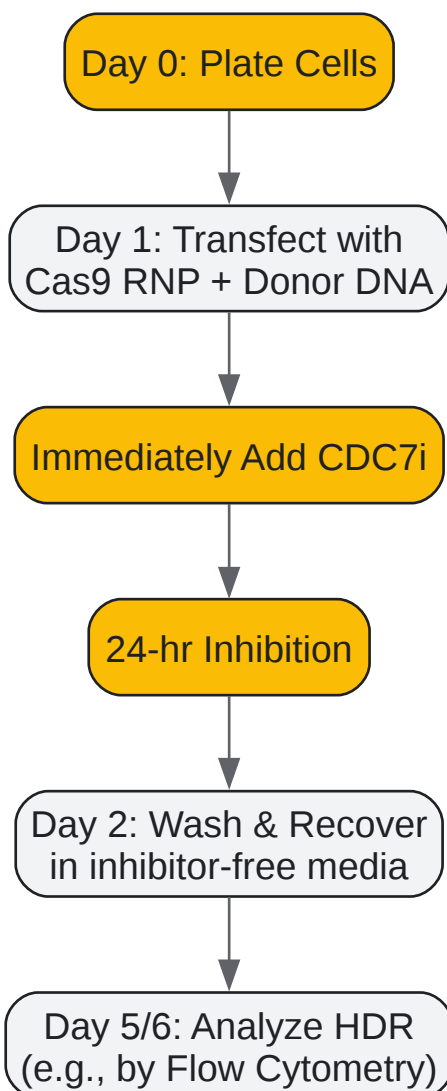 Day 0: Plate Cells
Day 1: Transfect with
Cas9 RNP + Donor DNA
Immediately Add CDC7i
24-hr Inhibition
Day 2: Wash & Recover
in inhibitor-free media
Day 5/6: Analyze HDR
(e.g., by Flow Cytometry)